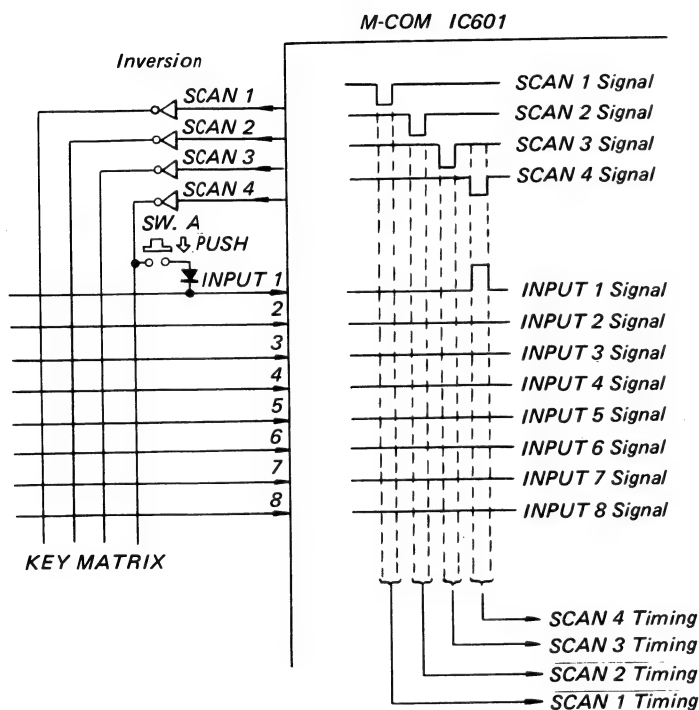 M-COM IC601
Inversion
SCAN 1
SCAN 2
SCAN 3
SCAN 4
SW. A
PUSH
INPUT 1
2
3
4
5
6
7
8
KEY MATRIX
SCAN 1 Signal
SCAN 2 Signal
SCAN 3 Signal
SCAN 4 Signal
INPUT 1 Signal
INPUT 2 Signal
INPUT 3 Signal
INPUT 4 Signal
INPUT 5 Signal
INPUT 6 Signal
INPUT 7 Signal
INPUT 8 Signal
SCAN 4 Timing
SCAN 3 Timing
SCAN 2 Timing
SCAN 1 Timing